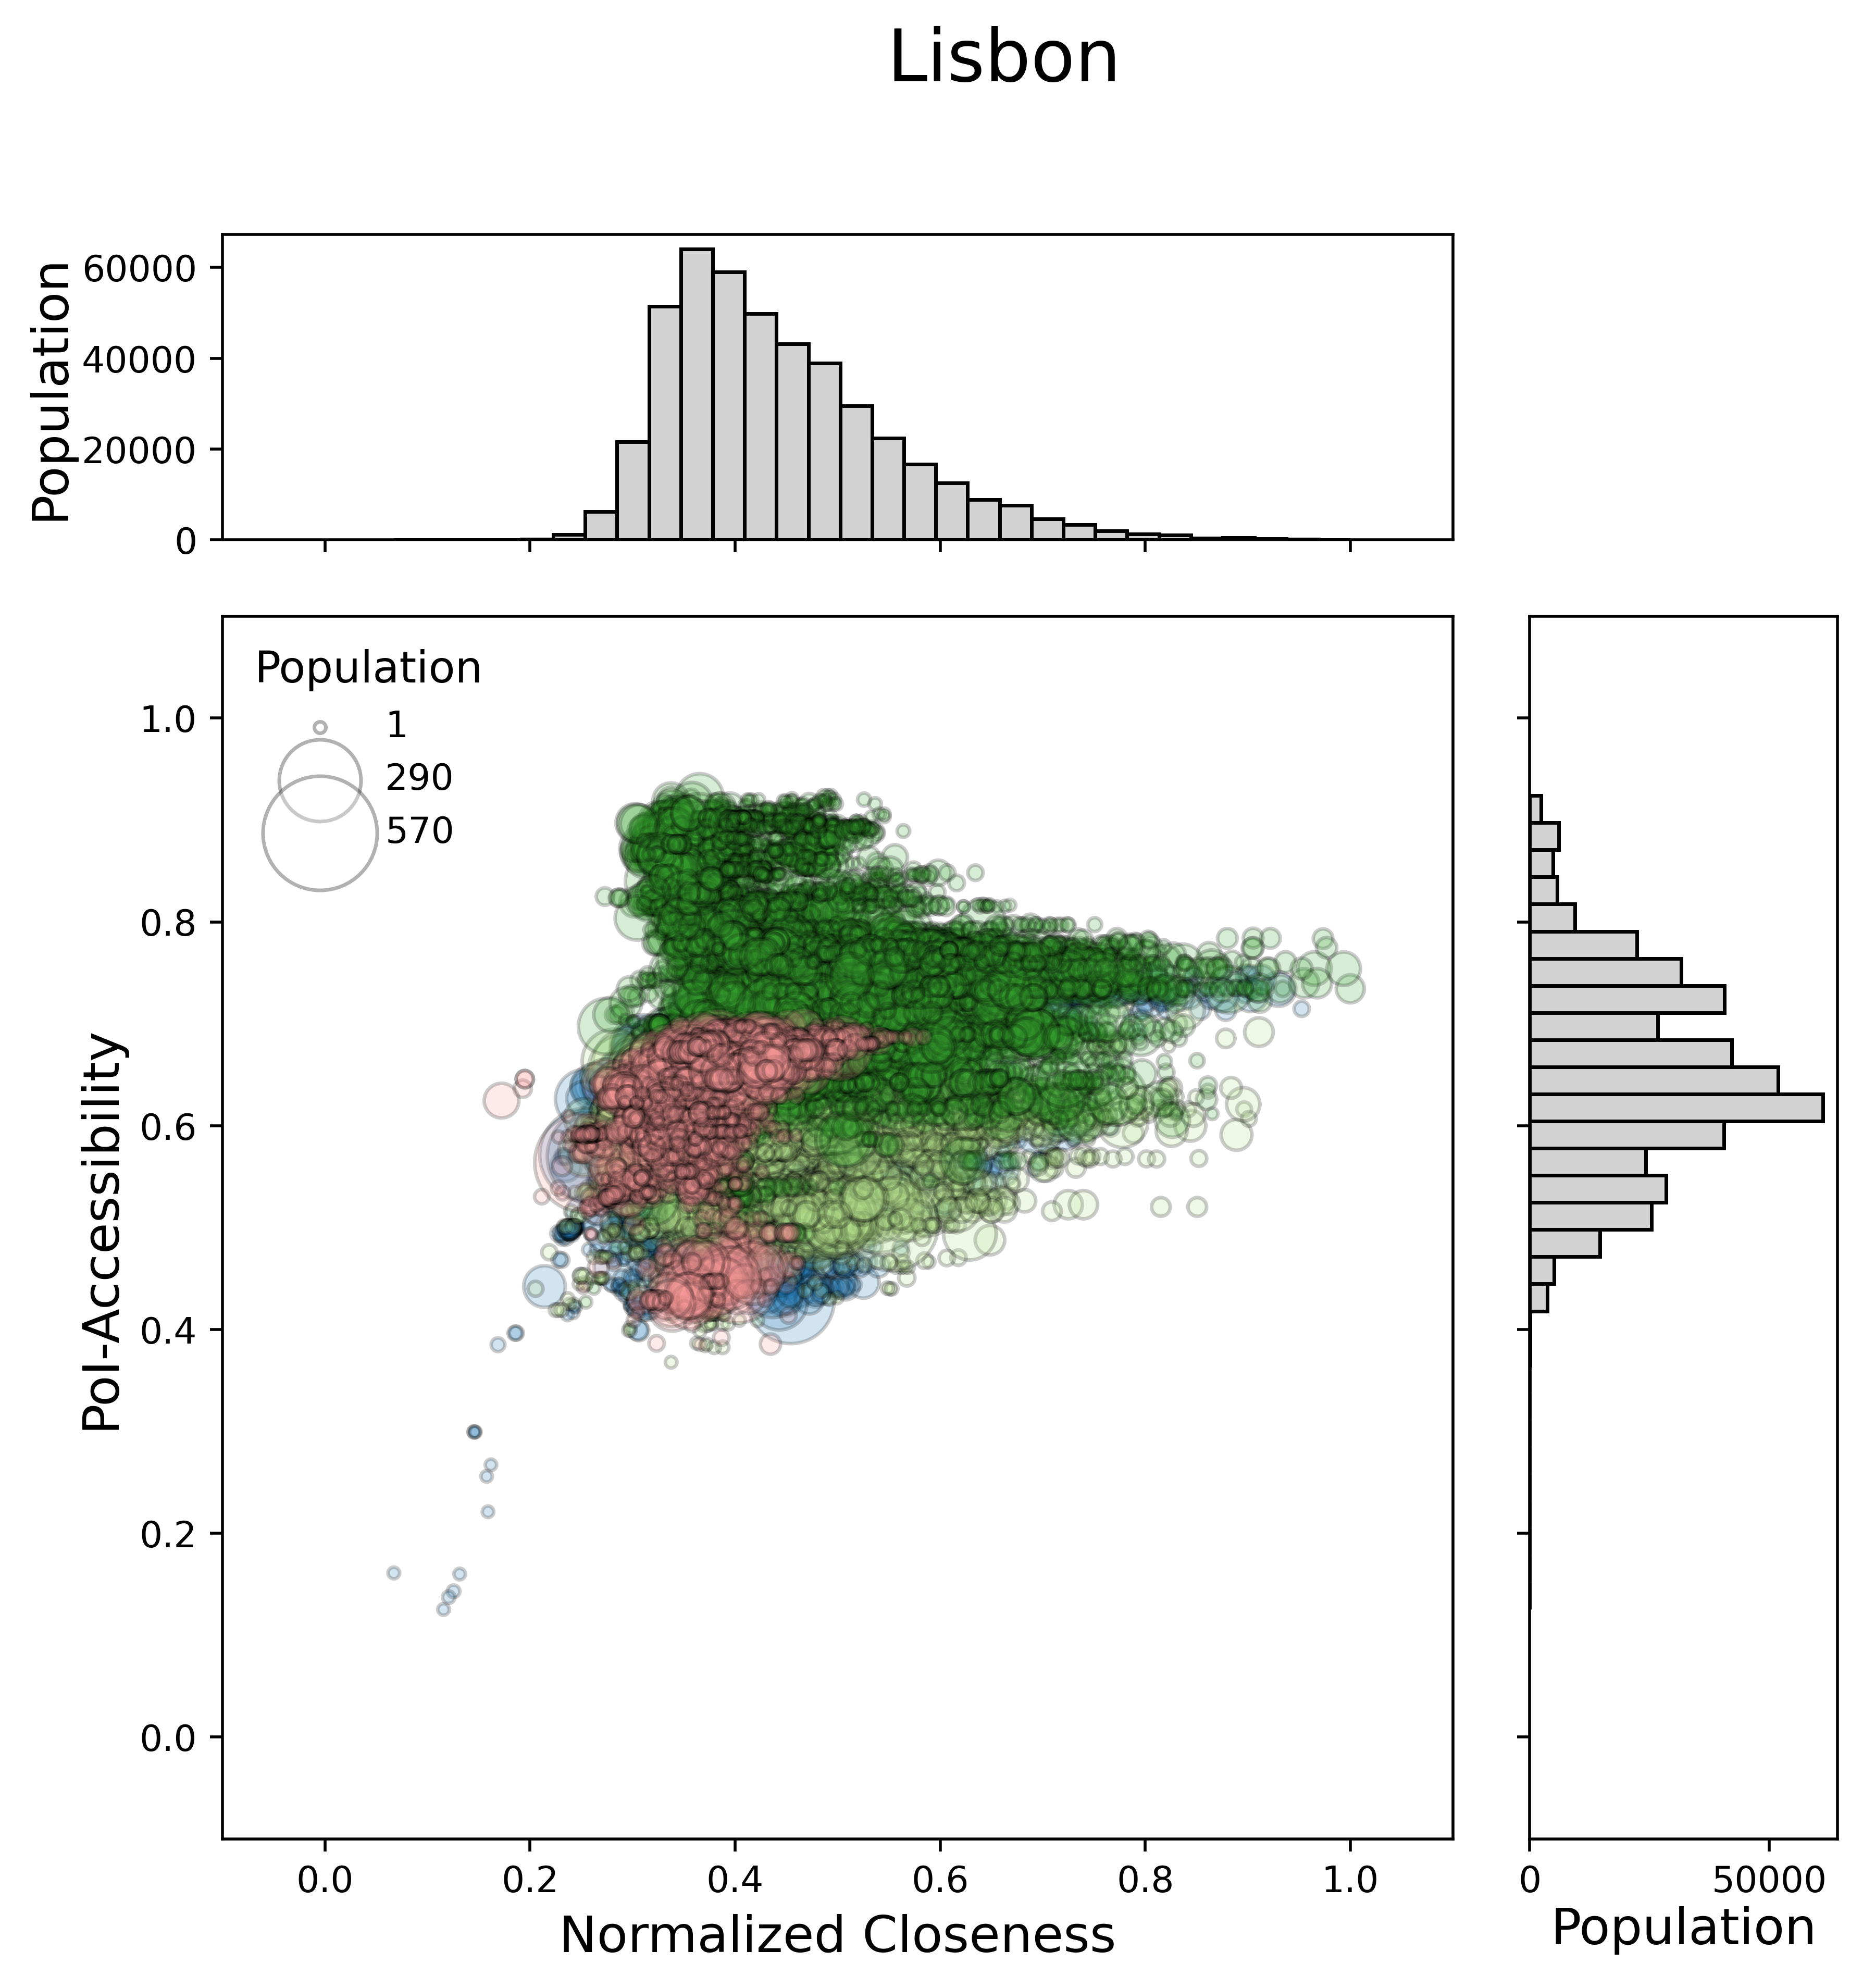 Lisbon
Population
60000
40000
20000
0
Population
1
290
570
PoI-Accessibility
1.0
0.8
0.6
0.4
0.2
0.0
0.0 0.2 0.4 0.6 0.8 1.0
Normalized Closeness
0 50000
Population